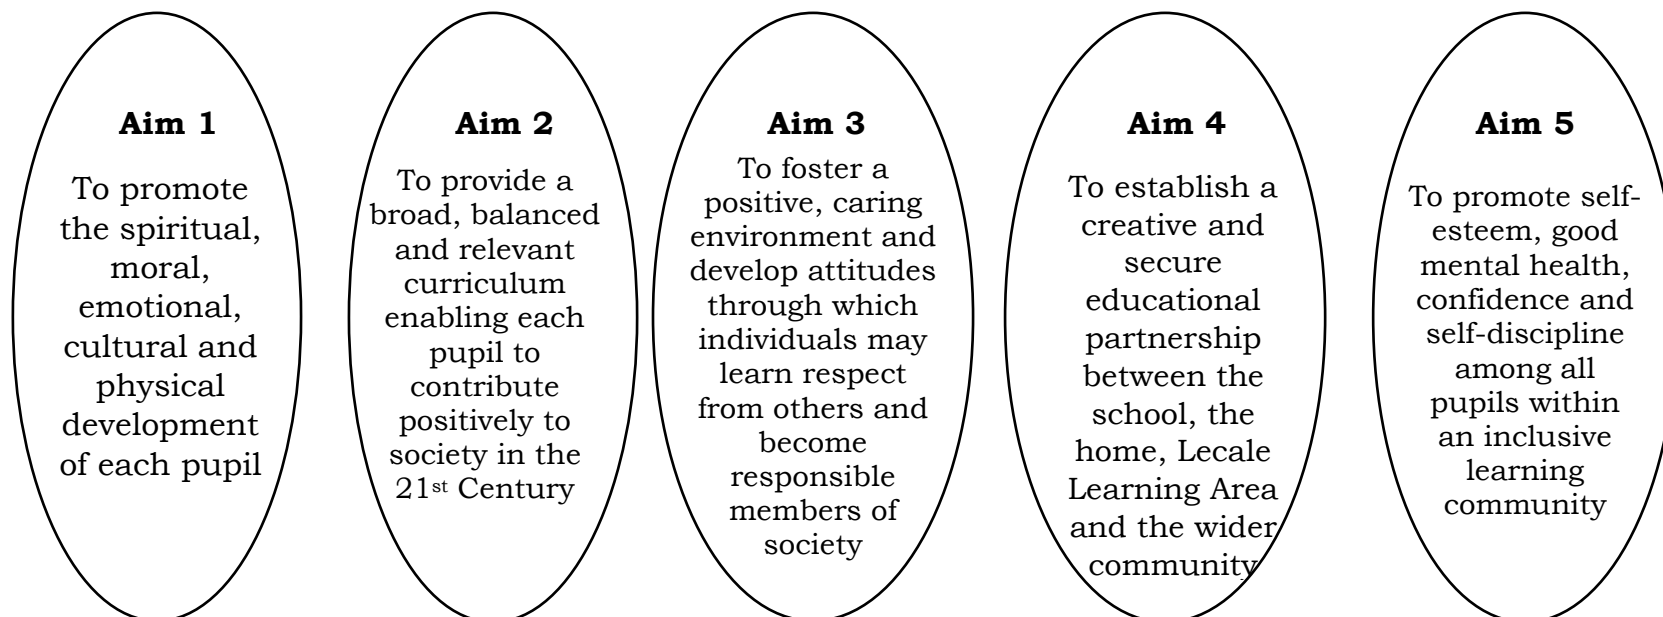 Aim 1
To promote
the spiritual,
moral,
emotional,
cultural and
physical
development
of each pupil
Aim 2
To provide a
broad, balanced
and relevant
curriculum
enabling each
pupil to
contribute
positively to
society in the
21st Century
Aim 3
To foster a
positive, caring
environment and
develop attitudes
through which
individuals may
learn respect
from others and
become
responsible
members of
society
Aim 4
To establish a
creative and
secure
educational
partnership
between the
school, the
home, Lecale
Learning Area
and the wider
community
Aim 5
To promote self-
esteem, good
mental health,
confidence and
self-discipline
among all
pupils within
an inclusive
learning
community